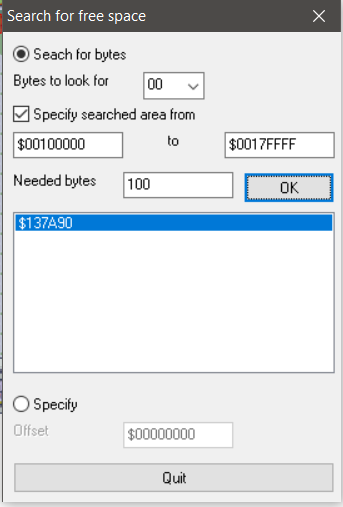 Search for free space
Seach for bytes
Bytes to look for 00
Specify searched area from
$00100000 to $0017FFFF
Needed bytes 100 OK
$137A90
Specify
Offset $00000000
Quit